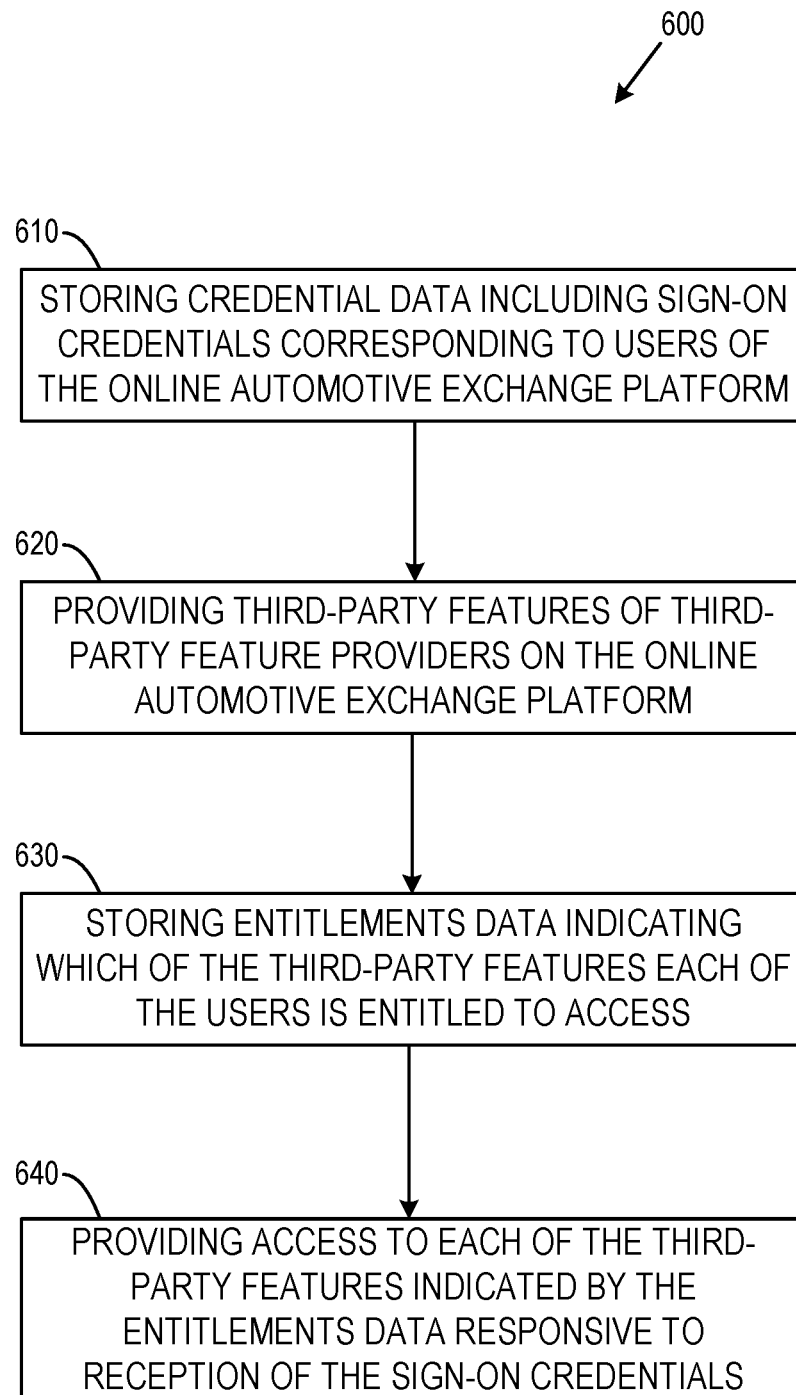 600
610
STORING CREDENTIAL DATA INCLUDING SIGN-ON
CREDENTIALS CORRESPONDING TO USERS OF
THE ONLINE AUTOMOTIVE EXCHANGE PLATFORM
620
PROVIDING THIRD-PARTY FEATURES OF THIRD-
PARTY FEATURE PROVIDERS ON THE ONLINE
AUTOMOTIVE EXCHANGE PLATFORM
630
STORING ENTITLEMENTS DATA INDICATING
WHICH OF THE THIRD-PARTY FEATURES EACH OF
THE USERS IS ENTITLED TO ACCESS
640
PROVIDING ACCESS TO EACH OF THE THIRD-
PARTY FEATURES INDICATED BY THE
ENTITLEMENTS DATA RESPONSIVE TO
RECEPTION OF THE SIGN-ON CREDENTIALS